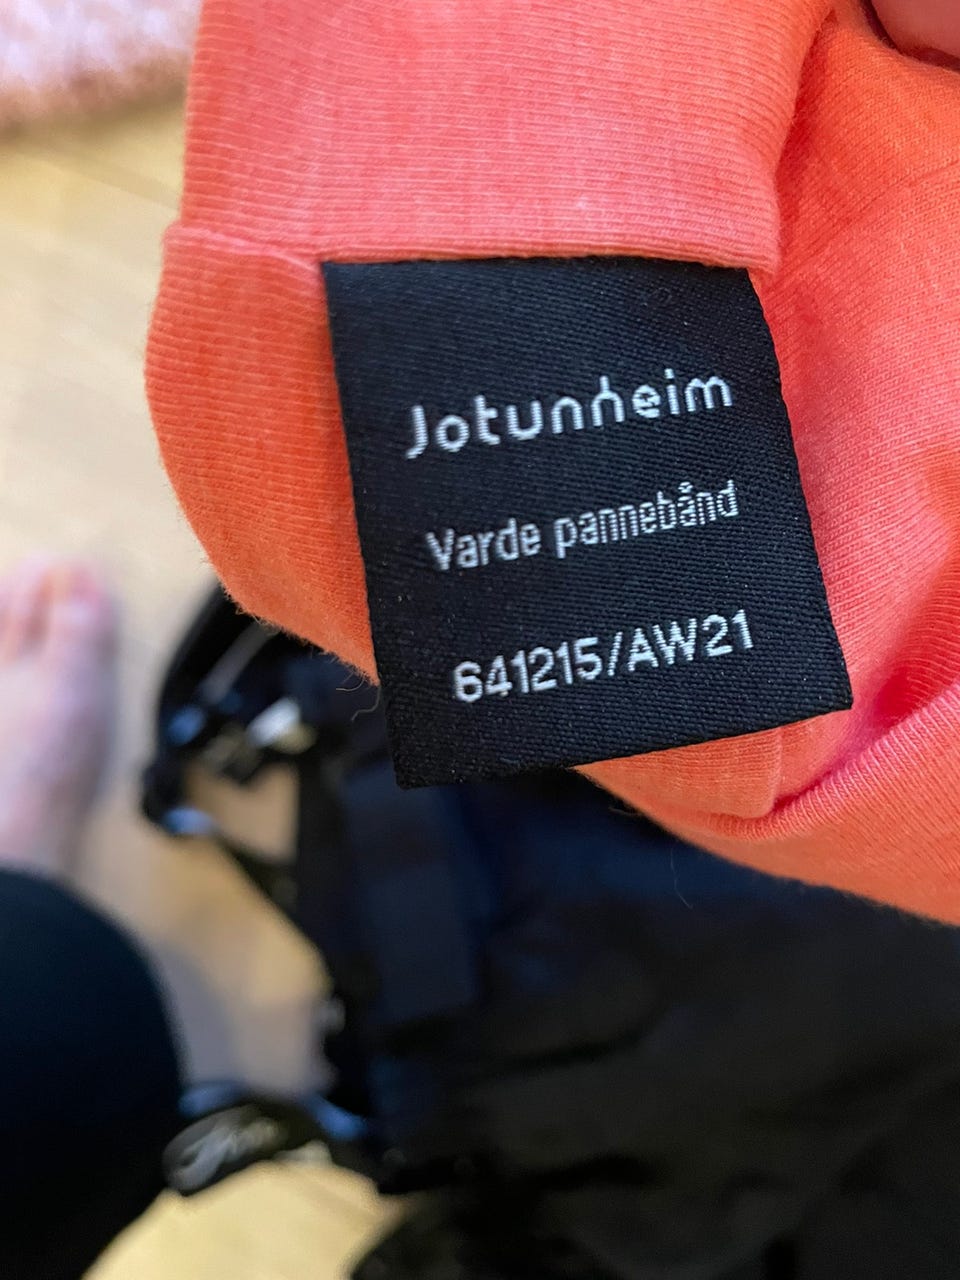 Jotunheim
Varde pannebånd
641215/AW21